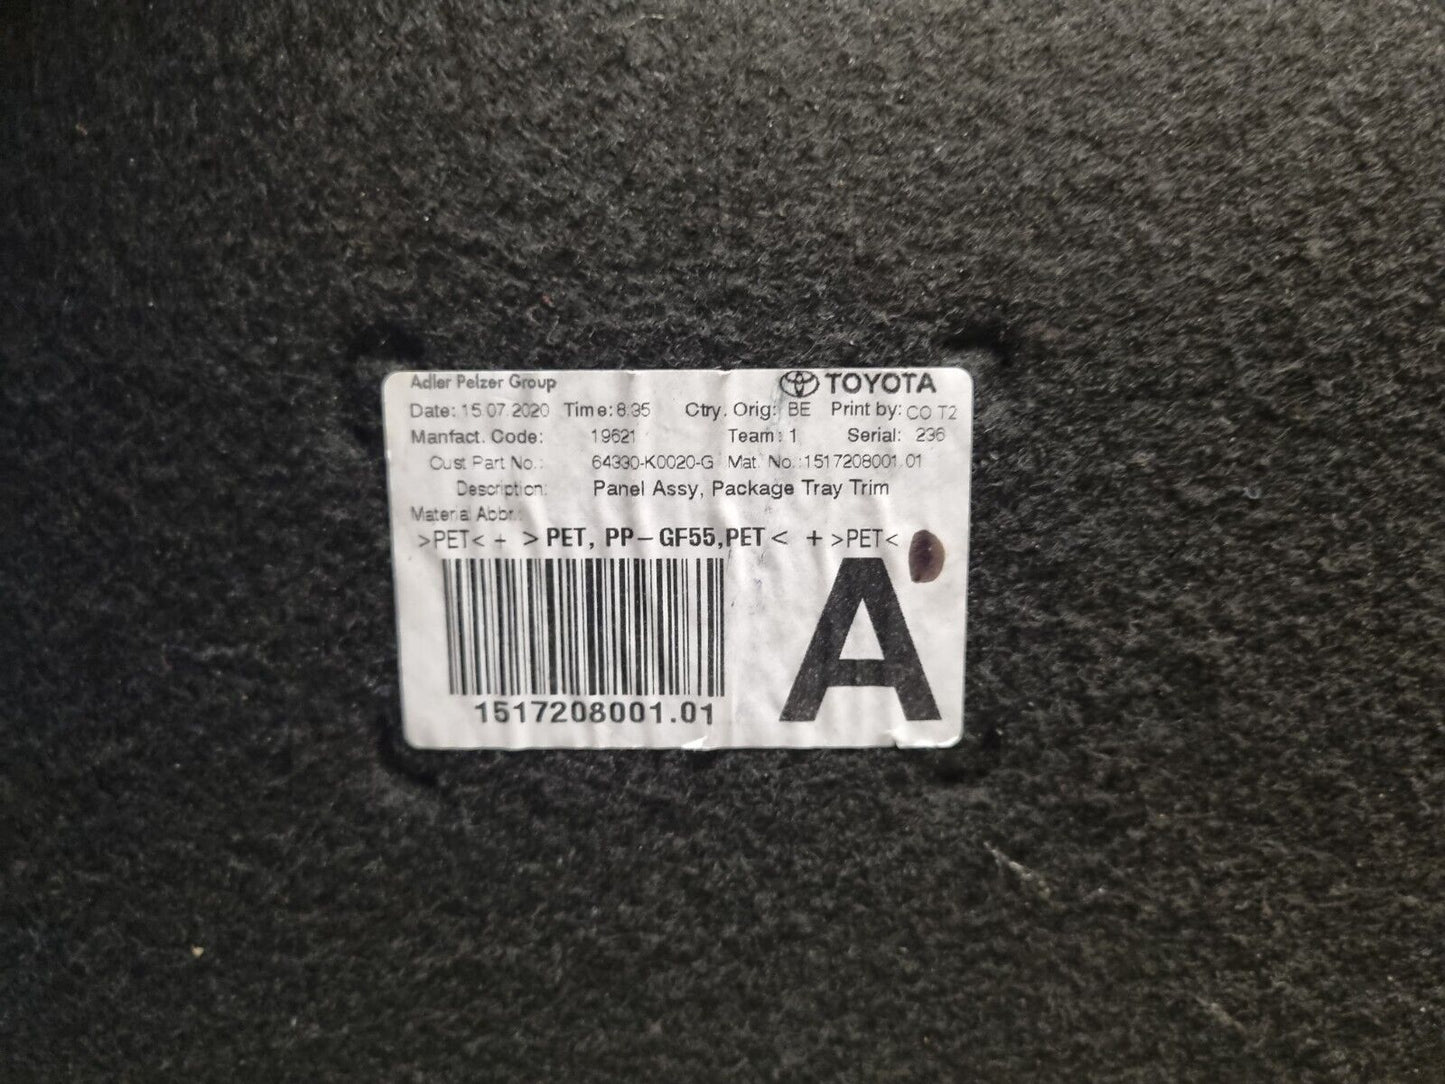 Adler Pelzer Group TOYOTA
Date: 15.07.2020 Time: 8:35 Ctry. Orig: BE Print by: CO T2
Manfact. Code: 19621 Team: 1 Serial: 236
Cust Part No.: 64330-K0020-G Mat. No.: 1517208001.01
Description: Panel Assy, Package Tray Trim
Material Abbr.:
>PET< + >PET, PP-GF55,PET< + >PET<
A
1517208001.01